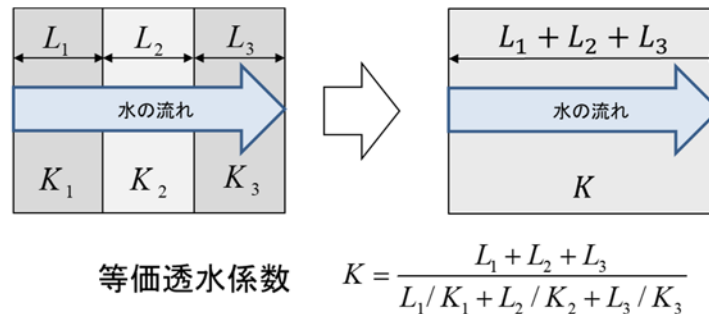 L₁ L₂ L₃
水の流れ
K₁ K₂ K₃
L₁ + L₂ + L₃
水の流れ
K
等価透水係数 K = (L₁ + L₂ + L₃) / (L₁/K₁ + L₂/K₂ + L₃/K₃)